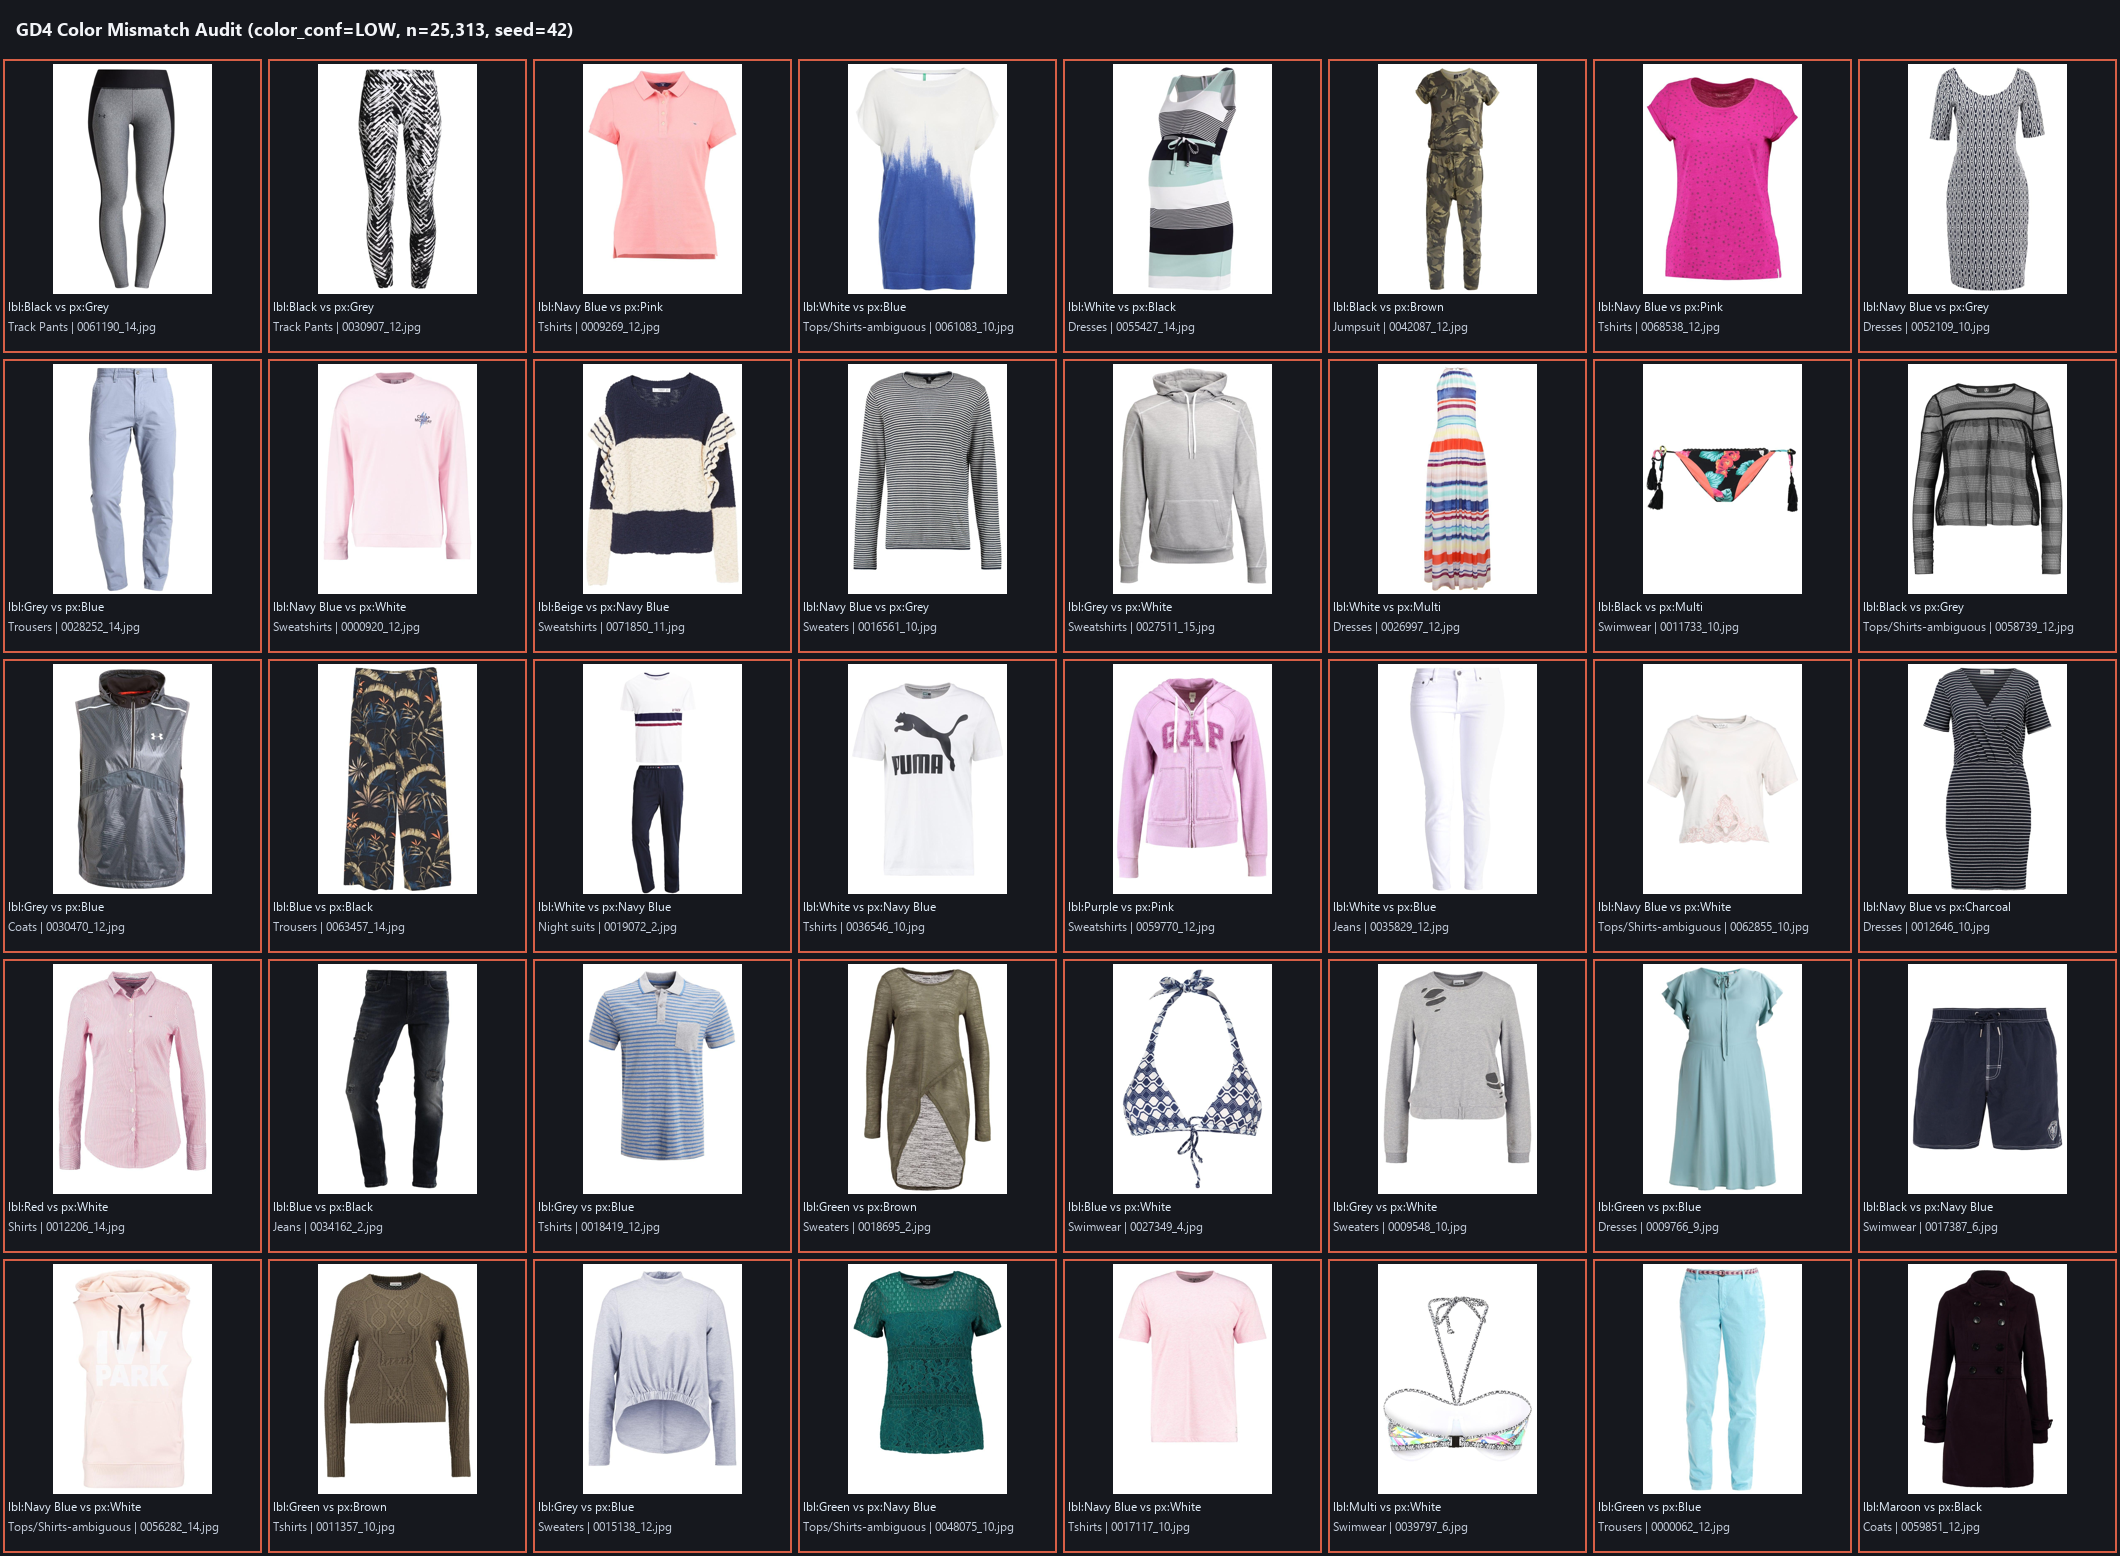 GD4 Color Mismatch Audit (color_conf=LOW, n=25,313, seed=42)
lbl:Black vs px:Grey
Track Pants | 0061190_14.jpg
lbl:Black vs px:Grey
Track Pants | 0030907_12.jpg
lbl:Navy Blue vs px:Pink
Tshirts | 0009269_12.jpg
lbl:White vs px:Blue
Tops/Shirts-ambiguous | 0061083_10.jpg
lbl:White vs px:Black
Dresses | 0055427_14.jpg
lbl:Black vs px:Brown
Jumpsuit | 0042087_12.jpg
lbl:Navy Blue vs px:Pink
Tshirts | 0068538_12.jpg
lbl:Navy Blue vs px:Grey
Dresses | 0052109_10.jpg
lbl:Grey vs px:Blue
Trousers | 0028252_14.jpg
lbl:Navy Blue vs px:White
Sweatshirts | 0000920_12.jpg
lbl:Beige vs px:Navy Blue
Sweatshirts | 0071850_11.jpg
lbl:Navy Blue vs px:Grey
Sweaters | 0016561_10.jpg
lbl:Grey vs px:White
Sweatshirts | 0027511_15.jpg
lbl:White vs px:Multi
Dresses | 0026997_12.jpg
lbl:Black vs px:Multi
Swimwear | 0011733_10.jpg
lbl:Black vs px:Grey
Tops/Shirts-ambiguous | 0058739_12.jpg
PUMA
GAP
lbl:Grey vs px:Blue
Coats | 0030470_12.jpg
lbl:Blue vs px:Black
Trousers | 0063457_14.jpg
lbl:White vs px:Navy Blue
Night suits | 0019072_2.jpg
lbl:White vs px:Navy Blue
Tshirts | 0036546_10.jpg
lbl:Purple vs px:Pink
Sweatshirts | 0059770_12.jpg
lbl:White vs px:Blue
Jeans | 0035829_12.jpg
lbl:Navy Blue vs px:White
Tops/Shirts-ambiguous | 0062855_10.jpg
lbl:Navy Blue vs px:Charcoal
Dresses | 0012646_10.jpg
lbl:Red vs px:White
Shirts | 0012206_14.jpg
lbl:Blue vs px:Black
Jeans | 0034162_2.jpg
lbl:Grey vs px:Blue
Tshirts | 0018419_12.jpg
lbl:Green vs px:Brown
Sweaters | 0018695_2.jpg
lbl:Blue vs px:White
Swimwear | 0027349_4.jpg
lbl:Grey vs px:White
Sweaters | 0009548_10.jpg
lbl:Green vs px:Blue
Dresses | 0009766_9.jpg
lbl:Black vs px:Navy Blue
Swimwear | 0017387_6.jpg
IVY
PARK
lbl:Navy Blue vs px:White
Tops/Shirts-ambiguous | 0056282_14.jpg
lbl:Green vs px:Brown
Tshirts | 0011357_10.jpg
lbl:Grey vs px:Blue
Sweaters | 0015138_12.jpg
lbl:Green vs px:Navy Blue
Tops/Shirts-ambiguous | 0048075_10.jpg
lbl:Navy Blue vs px:White
Tshirts | 0017117_10.jpg
lbl:Multi vs px:White
Swimwear | 0039797_6.jpg
lbl:Green vs px:Blue
Trousers | 0000062_12.jpg
lbl:Maroon vs px:Black
Coats | 0059851_12.jpg